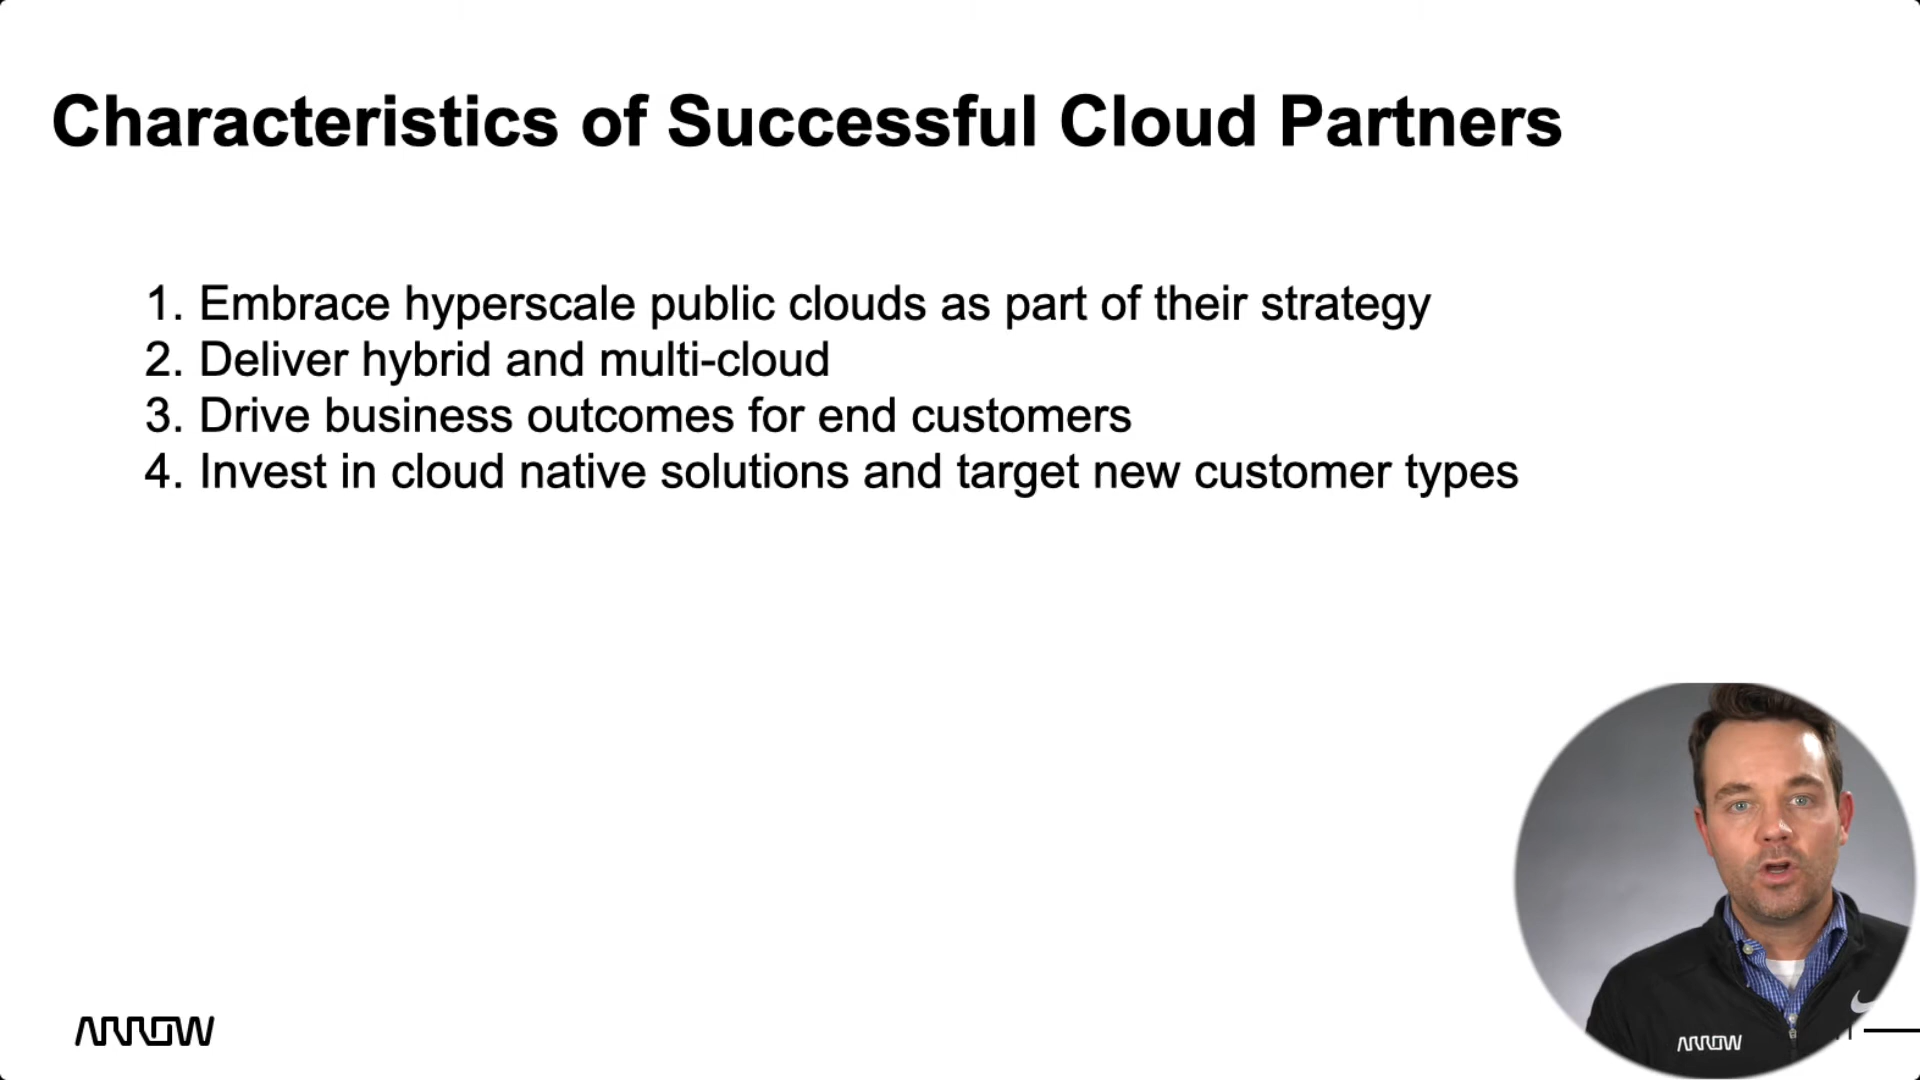 Characteristics of Successful Cloud Partners
1. Embrace hyperscale public clouds as part of their strategy
2. Deliver hybrid and multi-cloud
3. Drive business outcomes for end customers
4. Invest in cloud native solutions and target new customer types
ARROW
ARROW